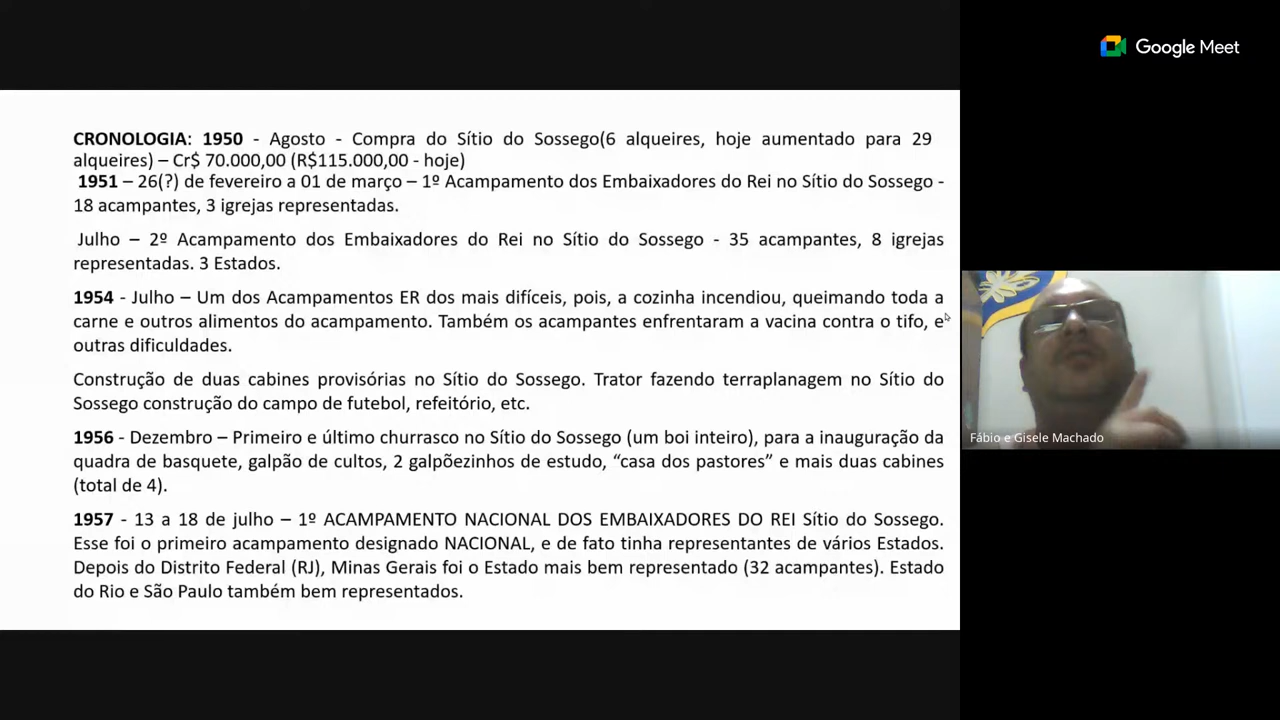 Google Meet
CRONOLOGIA: 1950 - Agosto - Compra do Sítio do Sossego(6 alqueires, hoje aumentado para 29
alqueires) – Cr$ 70.000,00 (R$115.000,00 - hoje)
1951 – 26(?) de fevereiro a 01 de março – 1º Acampamento dos Embaixadores do Rei no Sítio do Sossego -
18 acampantes, 3 igrejas representadas.
Julho – 2º Acampamento dos Embaixadores do Rei no Sítio do Sossego - 35 acampantes, 8 igrejas
representadas. 3 Estados.
1954 - Julho – Um dos Acampamentos ER dos mais difíceis, pois, a cozinha incendiou, queimando toda a
carne e outros alimentos do acampamento. Também os acampantes enfrentaram a vacina contra o tifo, e
outras dificuldades.
Construção de duas cabines provisórias no Sítio do Sossego. Trator fazendo terraplanagem no Sítio do
Sossego construção do campo de futebol, refeitório, etc.
1956 - Dezembro – Primeiro e último churrasco no Sítio do Sossego (um boi inteiro), para a inauguração da
quadra de basquete, galpão de cultos, 2 galpõezinhos de estudo, “casa dos pastores” e mais duas cabines
(total de 4).
1957 - 13 a 18 de julho – 1º ACAMPAMENTO NACIONAL DOS EMBAIXADORES DO REI Sítio do Sossego.
Esse foi o primeiro acampamento designado NACIONAL, e de fato tinha representantes de vários Estados.
Depois do Distrito Federal (RJ), Minas Gerais foi o Estado mais bem representado (32 acampantes). Estado
do Rio e São Paulo também bem representados.
Fábio e Gisele Machado